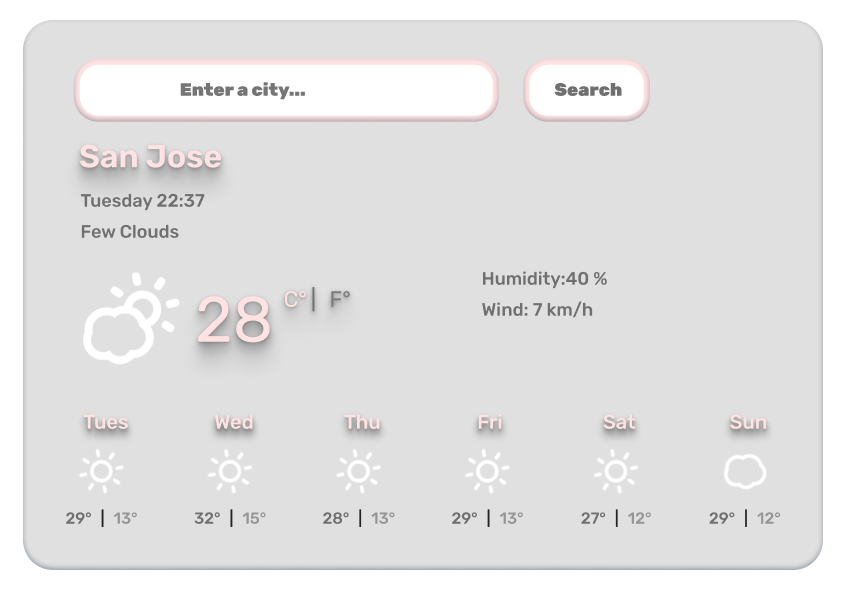 Enter a city...
Search
San Jose
Tuesday 22:37
Few Clouds
28 C° | F°
Humidity:40 %
Wind: 7 km/h
Tues Wed Thu Fri Sat Sun
29° | 13° 32° | 15° 28° | 13° 29° | 13° 27° | 12° 29° | 12°